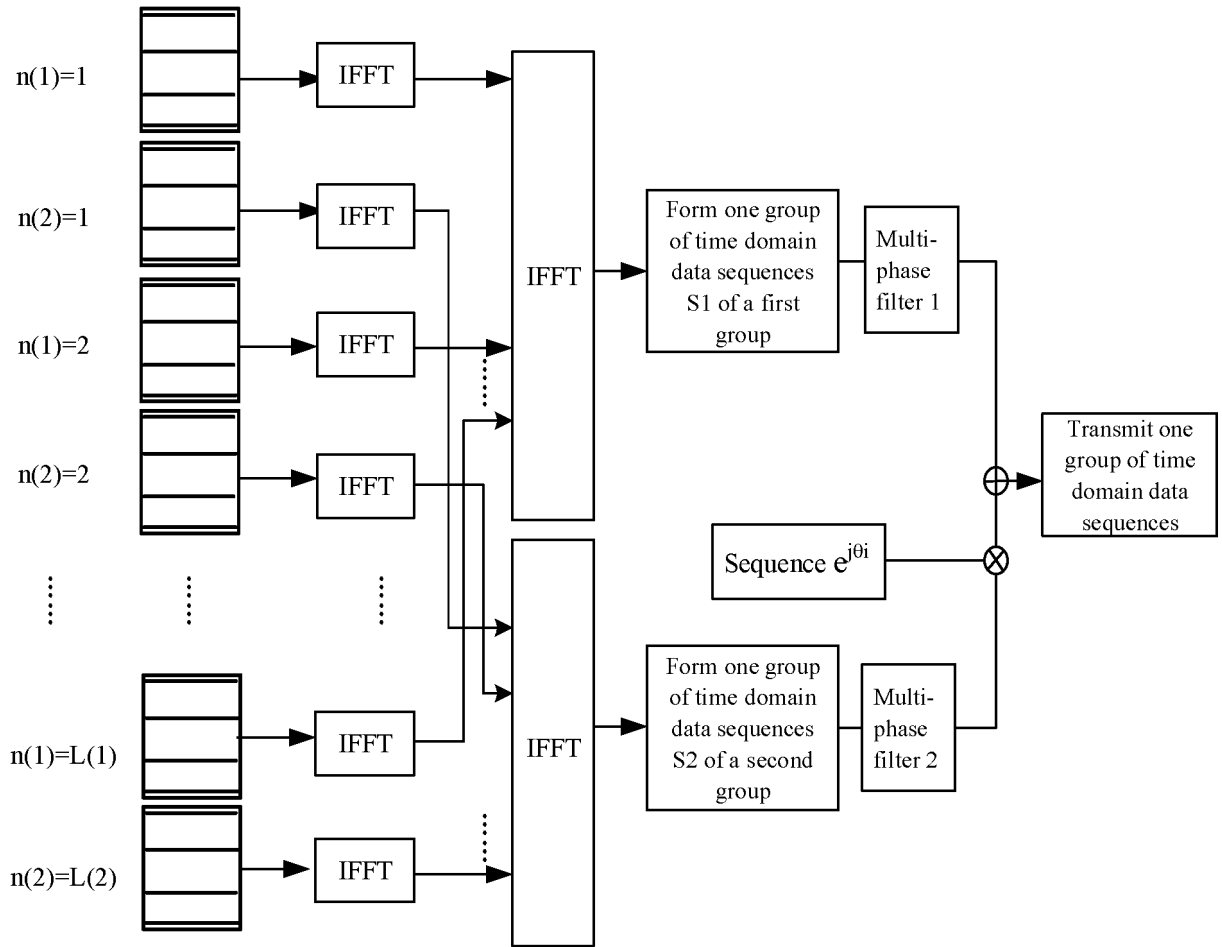 n(1)=1
IFFT
n(2)=1
IFFT
n(1)=2
IFFT
n(2)=2
IFFT
n(1)=L(1)
IFFT
n(2)=L(2)
IFFT
IFFT
IFFT
Form one group
of time domain
data sequences
S1 of a first
group
Multi-
phase
filter 1
Sequence e^jθi
Transmit one
group of time
domain data
sequences
Form one group
of time domain
data sequences
S2 of a second
group
Multi-
phase
filter 2